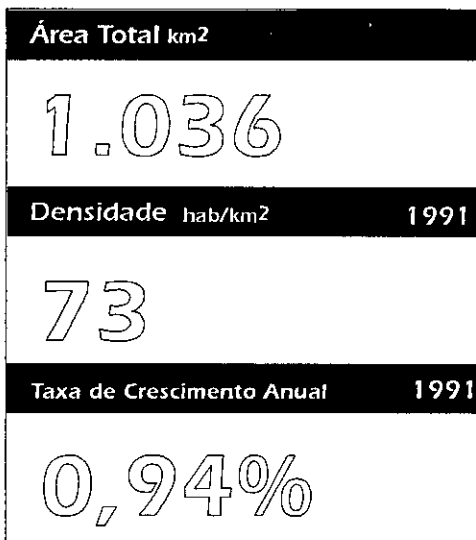 Área Total km2
1.036
Densidade hab/km2 1991
73
Taxa de Crescimento Anual 1991
0,94%